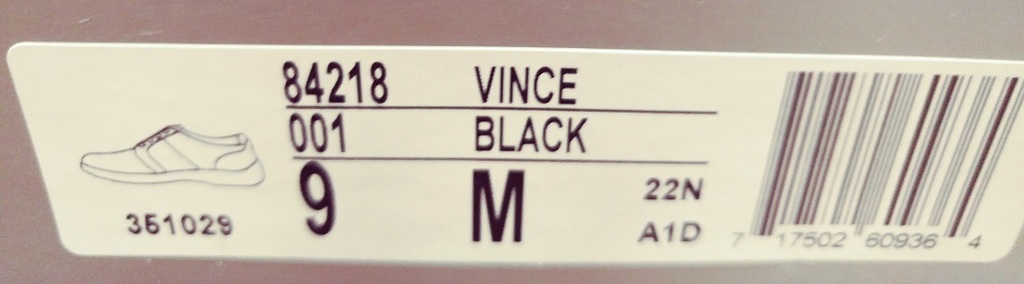 84218 VINCE
001 BLACK
9 M 22N
A1D
351029
7 17502 60936 4